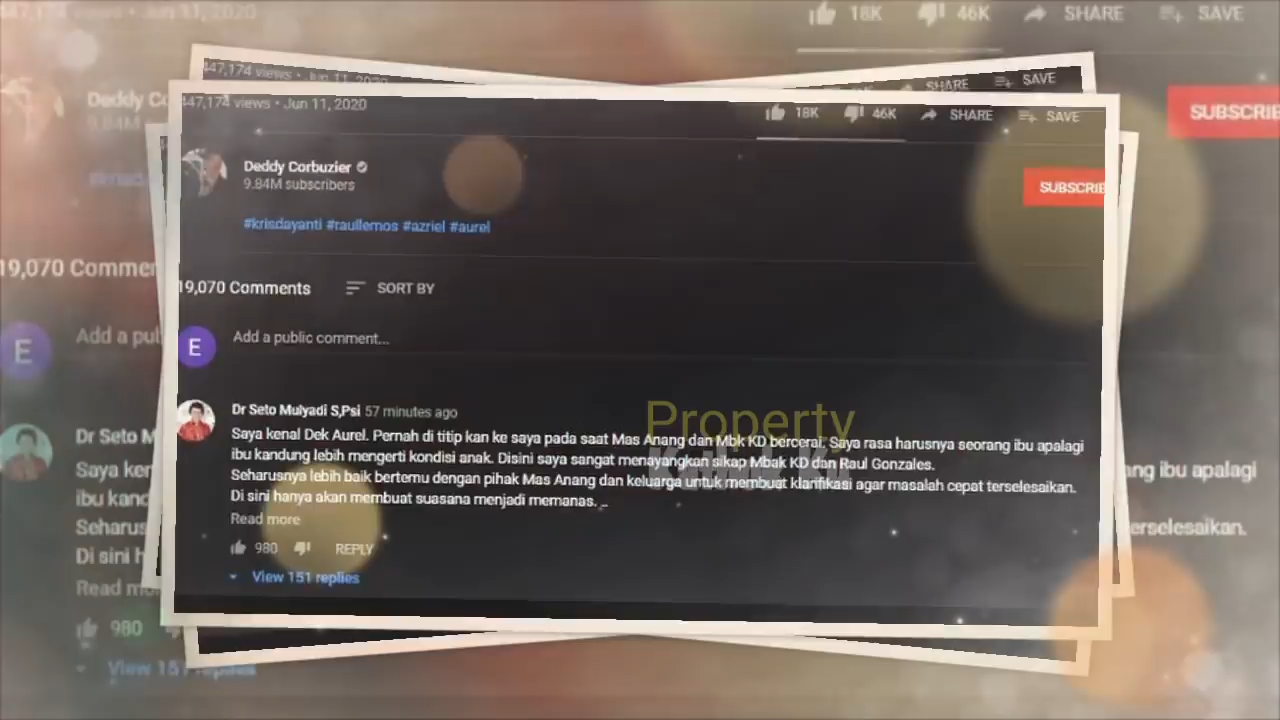 447,174 views • Jun 11, 2020
18K 46K SHARE SAVE
Deddy Corbuzier
9.84M subscribers
SUBSCRIBE
#krisdayanti #raullemos #azriel #aurel
19,070 Comments SORT BY
E
Add a public comment...
Dr Seto Mulyadi S,Psi 57 minutes ago
Saya kenal Dek Aurel. Pernah di titip kan ke saya pada saat Mas Anang dan Mbk KD bercerai. Saya rasa harusnya seorang ibu apalagi
ibu kandung lebih mengerti kondisi anak. Disini saya sangat menayangkan sikap Mbak KD dan Raul Gonzales.
Seharusnya lebih baik bertemu dengan pihak Mas Anang dan keluarga untuk membuat klarifikasi agar masalah cepat terselesaikan.
Di sini hanya akan membuat suasana menjadi memanas. ...
Read more
980 REPLY
View 151 replies
Property